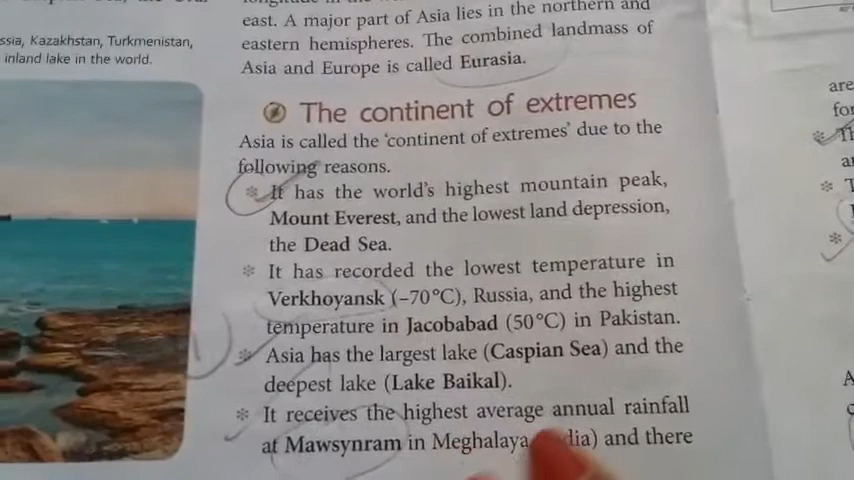 ssia, Kazakhstan, Turkmenistan,
inland lake in the world.
east. A major part of Asia lies in the northern and
eastern hemispheres. The combined landmass of
Asia and Europe is called Eurasia.
The continent of extremes
Asia is called the 'continent of extremes' due to the
following reasons.
It has the world's highest mountain peak,
Mount Everest, and the lowest land depression,
the Dead Sea.
It has recorded the lowest temperature in
Verkhoyansk (–70°C), Russia, and the highest
temperature in Jacobabad (50°C) in Pakistan.
Asia has the largest lake (Caspian Sea) and the
deepest lake (Lake Baikal).
It receives the highest average annual rainfall
at Mawsynram in Meghalaya dia) and there
are